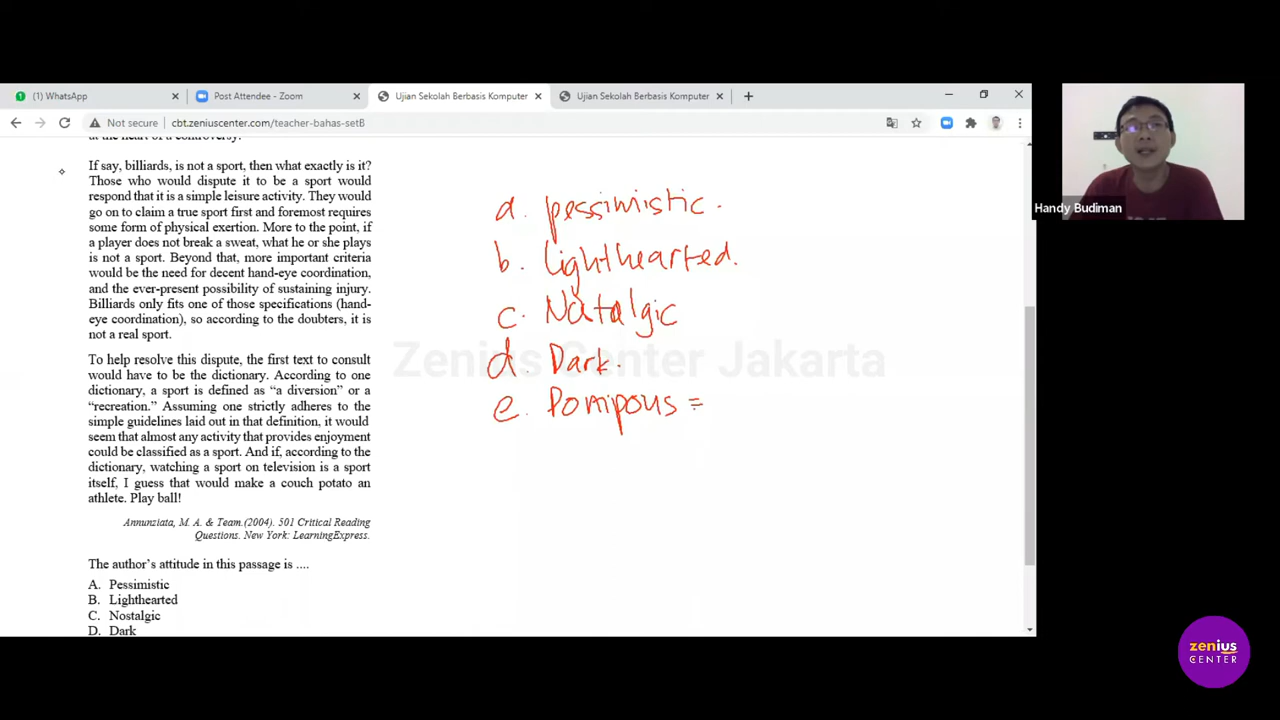 (1) WhatsApp
Post Attendee - Zoom
Ujian Sekolah Berbasis Komputer
Ujian Sekolah Berbasis Komputer
Not secure
cbt.zeniuscenter.com/teacher-bahas-setB
at the heart of a controversy.
If say, billiards, is not a sport, then what exactly is it?
Those who would dispute it to be a sport would
respond that it is a simple leisure activity. They would
go on to claim a true sport first and foremost requires
some form of physical exertion. More to the point, if
a player does not break a sweat, what he or she plays
is not a sport. Beyond that, more important criteria
would be the need for decent hand-eye coordination,
and the ever-present possibility of sustaining injury.
Billiards only fits one of those specifications (hand-
eye coordination), so according to the doubters, it is
not a real sport.
To help resolve this dispute, the first text to consult
would have to be the dictionary. According to one
dictionary, a sport is defined as “a diversion” or a
“recreation.” Assuming one strictly adheres to the
simple guidelines laid out in that definition, it would
seem that almost any activity that provides enjoyment
could be classified as a sport. And if, according to the
dictionary, watching a sport on television is a sport
itself, I guess that would make a couch potato an
athlete. Play ball!
Annunziata, M. A. & Team.(2004). 501 Critical Reading
Questions. New York: LearningExpress.
The author’s attitude in this passage is ....
A. Pessimistic
B. Lighthearted
C. Nostalgic
D. Dark
a. pessimistic.
b. Lighthearted.
c. Natalgic
d. Dark.
e. Pompous =
Zenius Center Jakarta
Handy Budiman
zenius
CENTER